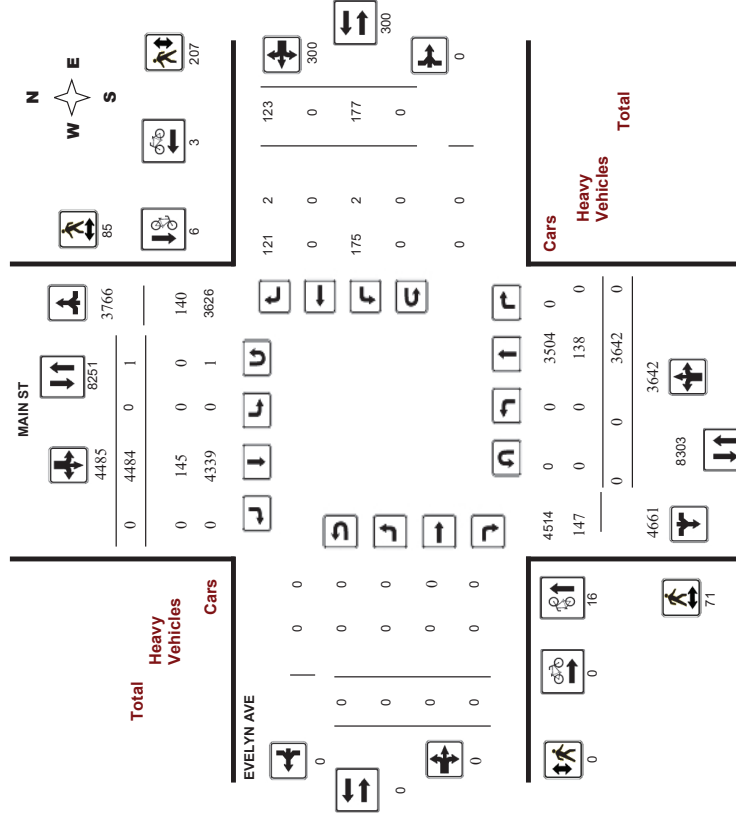 MAIN ST
N
W E
S
4485 8251 3766 85
Total 0 4484 0 1
Heavy
Vehicles 0 145 0 0 140
Cars 0 4339 0 1 3626
6 3 207
EVELYN AVE
0 0 0 121 2 123 300
0 0 0 0 0 0
0 0 0 0 175 2 177 300
0 0 0 0 0 0 0
0 0 0 0 0 0
4514 0 0 3504 0 Cars
147 0 0 138 0 Heavy
Vehicles
0 0 3642 0 Total
0 0 16
4661 3642
8303
71